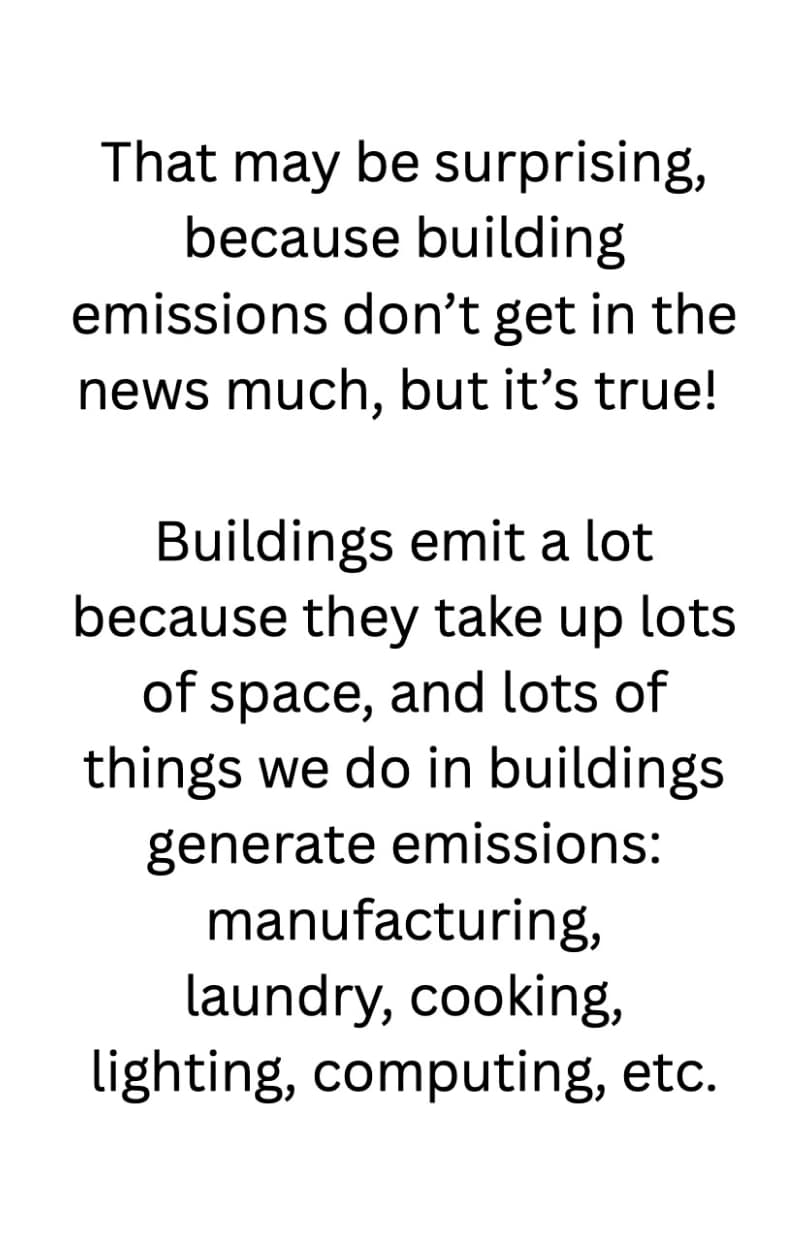 That may be surprising,
because building
emissions don’t get in the
news much, but it’s true!
Buildings emit a lot
because they take up lots
of space, and lots of
things we do in buildings
generate emissions:
manufacturing,
laundry, cooking,
lighting, computing, etc.